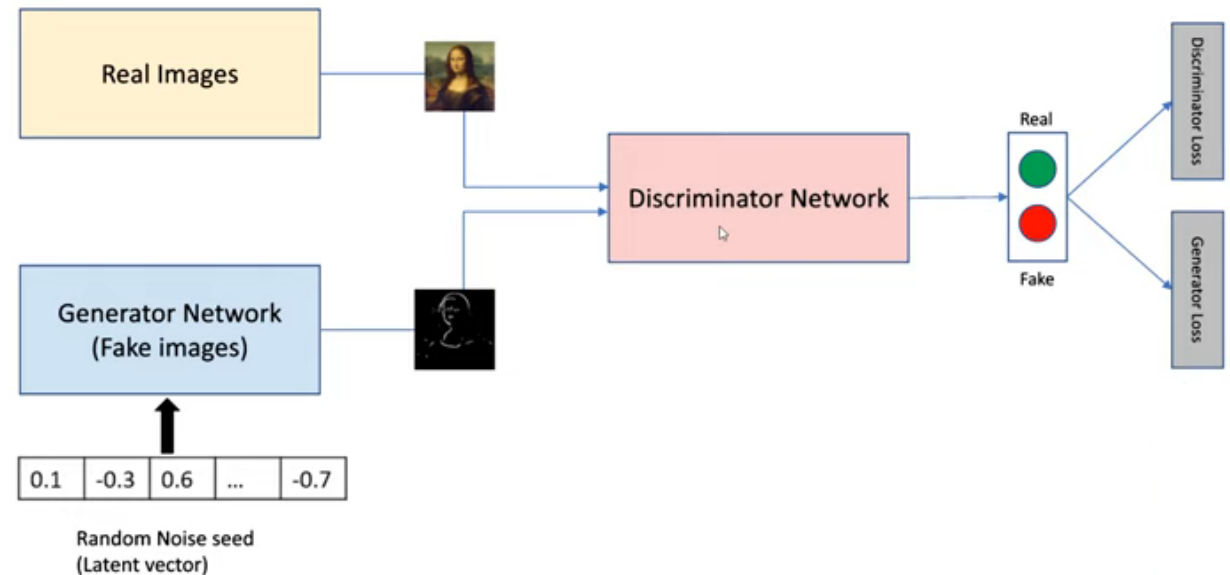 Real Images
Generator Network
(Fake images)
0.1 -0.3 0.6 ... -0.7
Random Noise seed
(Latent vector)
Discriminator Network
Real
Fake
Discriminator Loss
Generator Loss